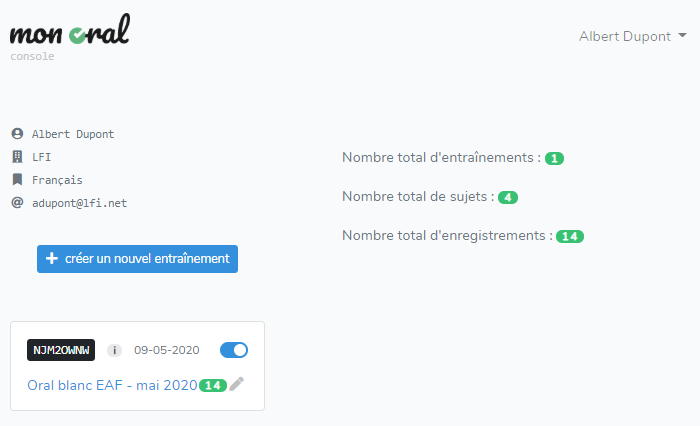 mon oral
console
Albert Dupont
Albert Dupont
LFI
Français
adupont@lfi.net
Nombre total d'entraînements : 1
Nombre total de sujets : 4
Nombre total d'enregistrements : 14
créer un nouvel entraînement
NJM2OWNW i 09-05-2020
Oral blanc EAF - mai 2020 14